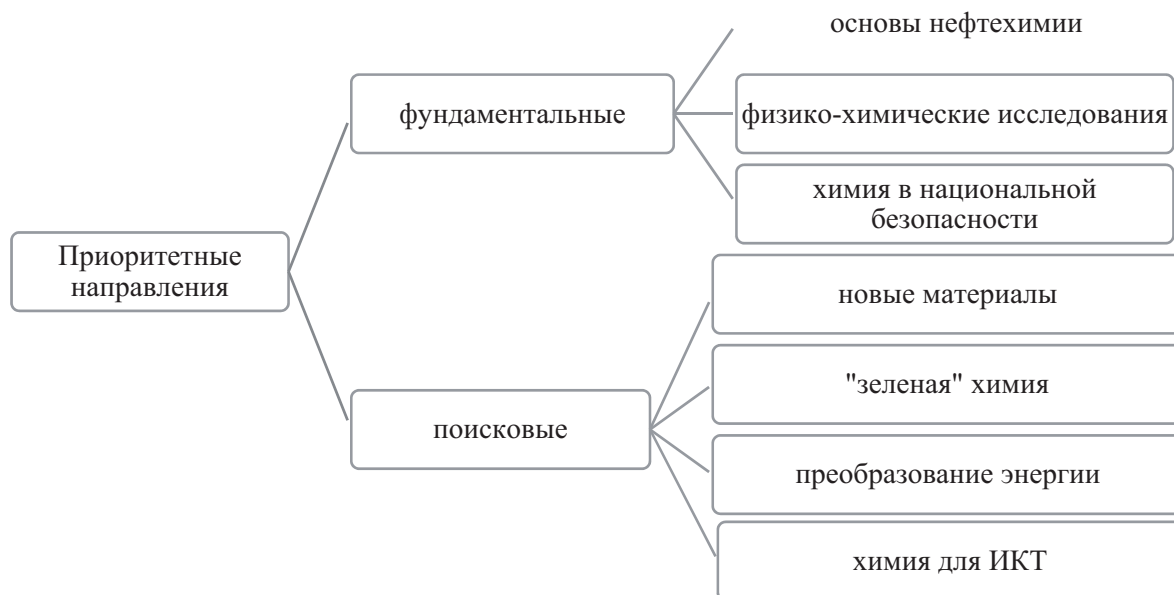 основы нефтехимии
фундаментальные
физико-химические исследования
химия в национальной
безопасности
Приоритетные
направления
новые материалы
"зеленая" химия
поисковые
преобразование энергии
химия для ИКТ